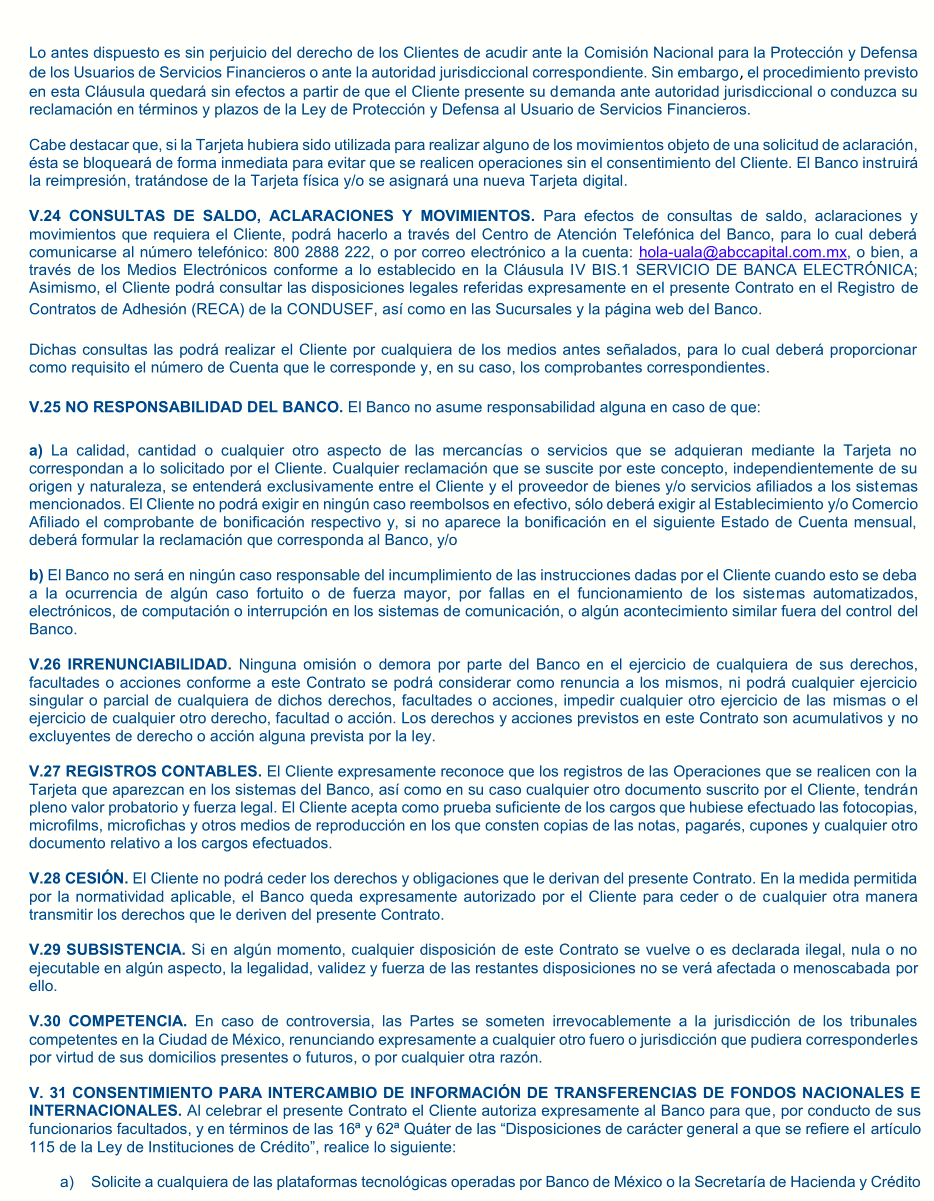 Lo antes dispuesto es sin perjuicio del derecho de los Clientes de acudir ante la Comisión Nacional para la Protección y Defensa
de los Usuarios de Servicios Financieros o ante la autoridad jurisdiccional correspondiente. Sin embargo, el procedimiento previsto
en esta Cláusula quedará sin efectos a partir de que el Cliente presente su demanda ante autoridad jurisdiccional o conduzca su
reclamación en términos y plazos de la Ley de Protección y Defensa al Usuario de Servicios Financieros.
Cabe destacar que, si la Tarjeta hubiera sido utilizada para realizar alguno de los movimientos objeto de una solicitud de aclaración,
ésta se bloqueará de forma inmediata para evitar que se realicen operaciones sin el consentimiento del Cliente. El Banco instruirá
la reimpresión, tratándose de la Tarjeta física y/o se asignará una nueva Tarjeta digital.
V.24 CONSULTAS DE SALDO, ACLARACIONES Y MOVIMIENTOS. Para efectos de consultas de saldo, aclaraciones y
movimientos que requiera el Cliente, podrá hacerlo a través del Centro de Atención Telefónica del Banco, para lo cual deberá
comunicarse al número telefónico: 800 2888 222, o por correo electrónico a la cuenta: hola-uala@abccapital.com.mx, o bien, a
través de los Medios Electrónicos conforme a lo establecido en la Cláusula IV BIS.1 SERVICIO DE BANCA ELECTRÓNICA;
Asimismo, el Cliente podrá consultar las disposiciones legales referidas expresamente en el presente Contrato en el Registro de
Contratos de Adhesión (RECA) de la CONDUSEF, así como en las Sucursales y la página web del Banco.
Dichas consultas las podrá realizar el Cliente por cualquiera de los medios antes señalados, para lo cual deberá proporcionar
como requisito el número de Cuenta que le corresponde y, en su caso, los comprobantes correspondientes.
V.25 NO RESPONSABILIDAD DEL BANCO. El Banco no asume responsabilidad alguna en caso de que:
a) La calidad, cantidad o cualquier otro aspecto de las mercancías o servicios que se adquieran mediante la Tarjeta no
correspondan a lo solicitado por el Cliente. Cualquier reclamación que se suscite por este concepto, independientemente de su
origen y naturaleza, se entenderá exclusivamente entre el Cliente y el proveedor de bienes y/o servicios afiliados a los sistemas
mencionados. El Cliente no podrá exigir en ningún caso reembolsos en efectivo, sólo deberá exigir al Establecimiento y/o Comercio
Afiliado el comprobante de bonificación respectivo y, si no aparece la bonificación en el siguiente Estado de Cuenta mensual,
deberá formular la reclamación que corresponda al Banco, y/o
b) El Banco no será en ningún caso responsable del incumplimiento de las instrucciones dadas por el Cliente cuando esto se deba
a la ocurrencia de algún caso fortuito o de fuerza mayor, por fallas en el funcionamiento de los sistemas automatizados,
electrónicos, de computación o interrupción en los sistemas de comunicación, o algún acontecimiento similar fuera del control del
Banco.
V.26 IRRENUNCIABILIDAD. Ninguna omisión o demora por parte del Banco en el ejercicio de cualquiera de sus derechos,
facultades o acciones conforme a este Contrato se podrá considerar como renuncia a los mismos, ni podrá cualquier ejercicio
singular o parcial de cualquiera de dichos derechos, facultades o acciones, impedir cualquier otro ejercicio de las mismas o el
ejercicio de cualquier otro derecho, facultad o acción. Los derechos y acciones previstos en este Contrato son acumulativos y no
excluyentes de derecho o acción alguna prevista por la ley.
V.27 REGISTROS CONTABLES. El Cliente expresamente reconoce que los registros de las Operaciones que se realicen con la
Tarjeta que aparezcan en los sistemas del Banco, así como en su caso cualquier otro documento suscrito por el Cliente, tendrán
pleno valor probatorio y fuerza legal. El Cliente acepta como prueba suficiente de los cargos que hubiese efectuado las fotocopias,
microfilms, microfichas y otros medios de reproducción en los que consten copias de las notas, pagarés, cupones y cualquier otro
documento relativo a los cargos efectuados.
V.28 CESIÓN. El Cliente no podrá ceder los derechos y obligaciones que le derivan del presente Contrato. En la medida permitida
por la normatividad aplicable, el Banco queda expresamente autorizado por el Cliente para ceder o de cualquier otra manera
transmitir los derechos que le deriven del presente Contrato.
V.29 SUBSISTENCIA. Si en algún momento, cualquier disposición de este Contrato se vuelve o es declarada ilegal, nula o no
ejecutable en algún aspecto, la legalidad, validez y fuerza de las restantes disposiciones no se verá afectada o menoscabada por
ello.
V.30 COMPETENCIA. En caso de controversia, las Partes se someten irrevocablemente a la jurisdicción de los tribunales
competentes en la Ciudad de México, renunciando expresamente a cualquier otro fuero o jurisdicción que pudiera corresponderles
por virtud de sus domicilios presentes o futuros, o por cualquier otra razón.
V. 31 CONSENTIMIENTO PARA INTERCAMBIO DE INFORMACIÓN DE TRANSFERENCIAS DE FONDOS NACIONALES E
INTERNACIONALES. Al celebrar el presente Contrato el Cliente autoriza expresamente al Banco para que, por conducto de sus
funcionarios facultados, y en términos de las 16ª y 62ª Quáter de las “Disposiciones de carácter general a que se refiere el artículo
115 de la Ley de Instituciones de Crédito”, realice lo siguiente:
a) Solicite a cualquiera de las plataformas tecnológicas operadas por Banco de México o la Secretaría de Hacienda y Crédito